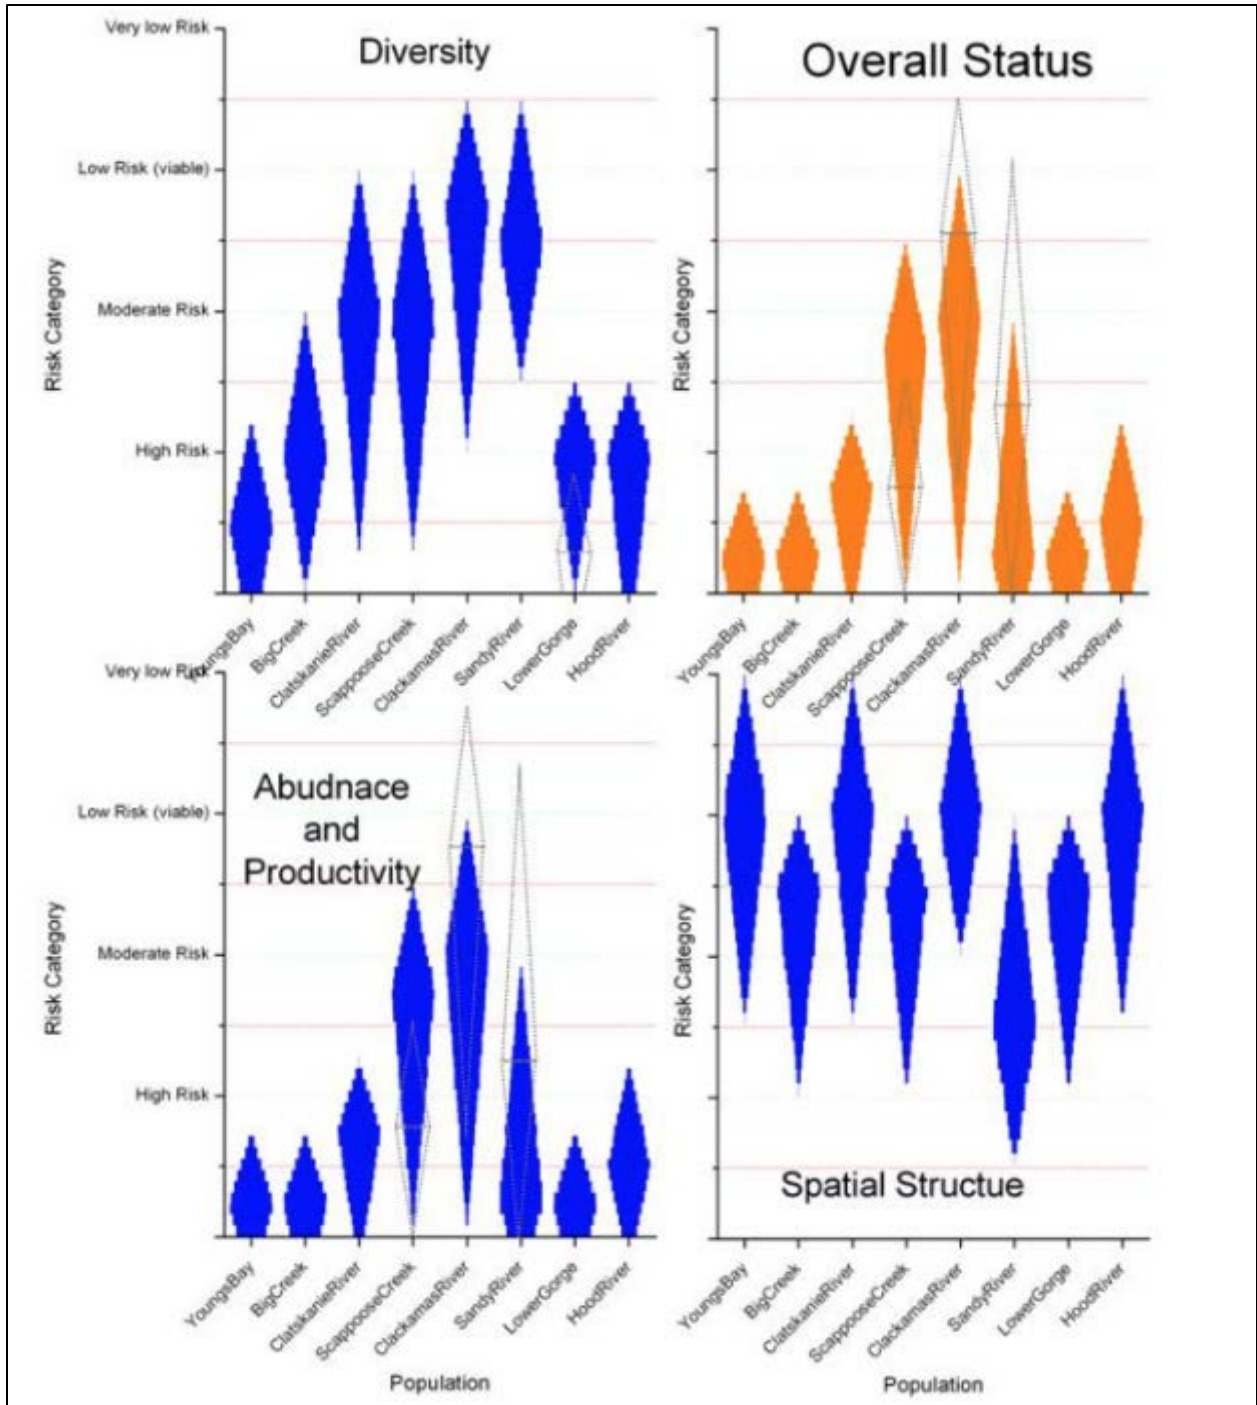 Diversity
Very low Risk
Low Risk (viable)
Moderate Risk
High Risk
Risk Category
YoungsBay
BigCreek
ClatskanieRiver
ScappooseCreek
ClackamasRiver
SandyRiver
LowerGorge
HoodRiver
Overall Status
Risk Category
YoungsBay
BigCreek
ClatskanieRiver
ScappooseCreek
ClackamasRiver
SandyRiver
LowerGorge
HoodRiver
Abudnace
and
Productivity
Very low Risk
Low Risk (viable)
Moderate Risk
High Risk
Risk Category
YoungsBay
BigCreek
ClatskanieRiver
ScappooseCreek
ClackamasRiver
SandyRiver
LowerGorge
HoodRiver
Population
Risk Category
Spatial Structue
YoungsBay
BigCreek
ClatskanieRiver
ScappooseCreek
ClackamasRiver
SandyRiver
LowerGorge
HoodRiver
Population